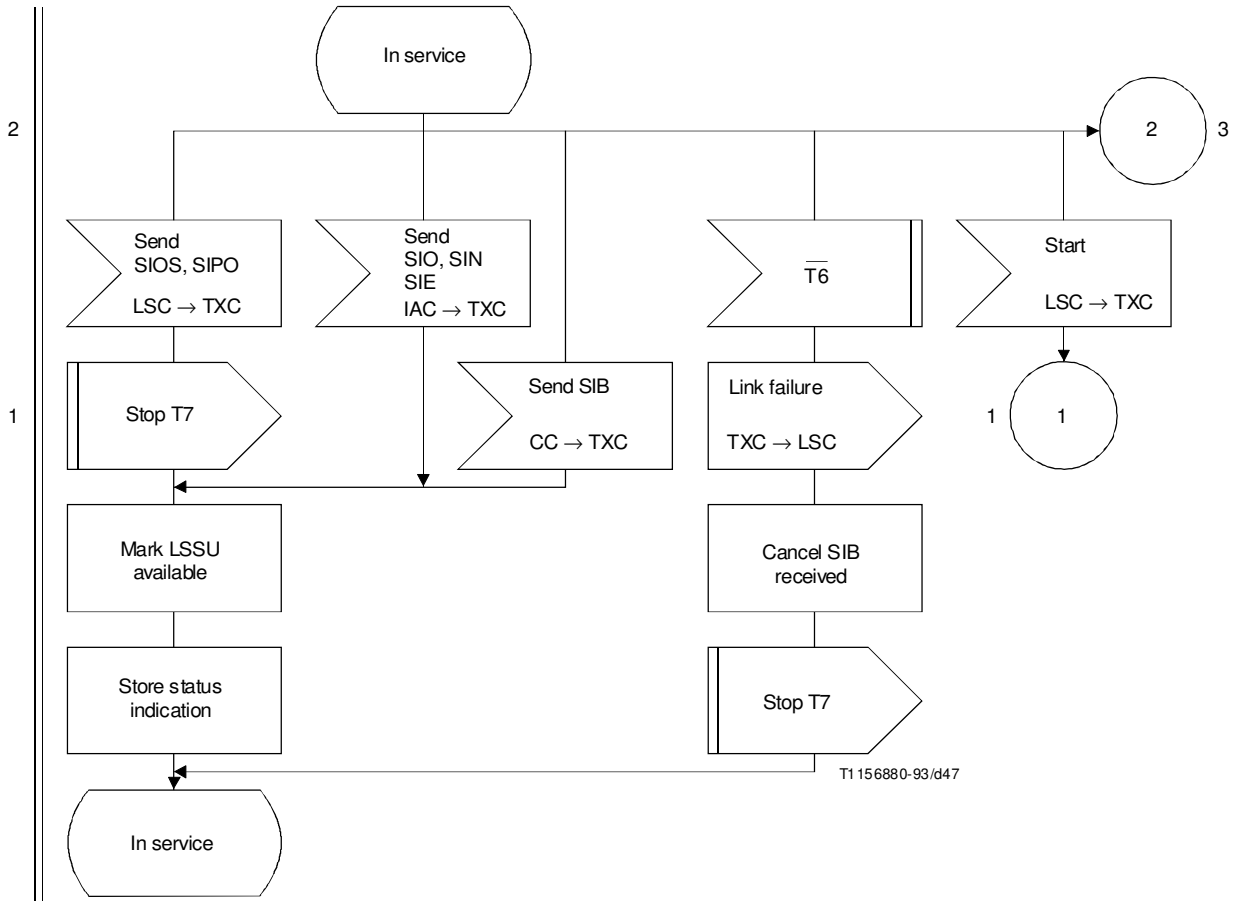 In service
2
2
3
Send
SIOS, SIPO
LSC → TXC
Send
SIO, SIN
SIE
IAC → TXC
T̅6̅
Start
LSC → TXC
1
Stop T7
Send SIB
CC → TXC
Link failure
TXC → LSC
1
1
Mark LSSU
available
Cancel SIB
received
Store status
indication
Stop T7
T1156880-93/d47
In service